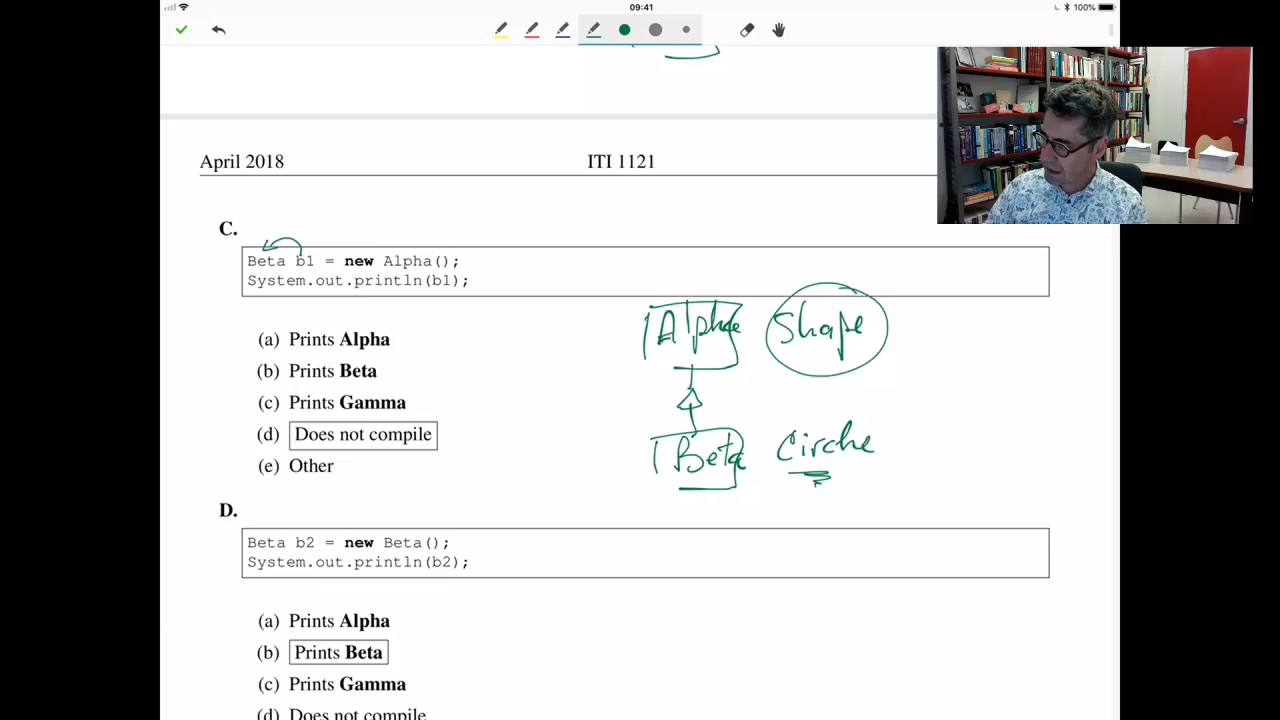 09:41
100%
April 2018 ITI 1121
C.
Beta b1 = new Alpha();
System.out.println(b1);
(a) Prints Alpha
(b) Prints Beta
(c) Prints Gamma
(d) Does not compile
(e) Other
Alpha Shape
Beta Circle
D.
Beta b2 = new Beta();
System.out.println(b2);
(a) Prints Alpha
(b) Prints Beta
(c) Prints Gamma
(d) Does not compile